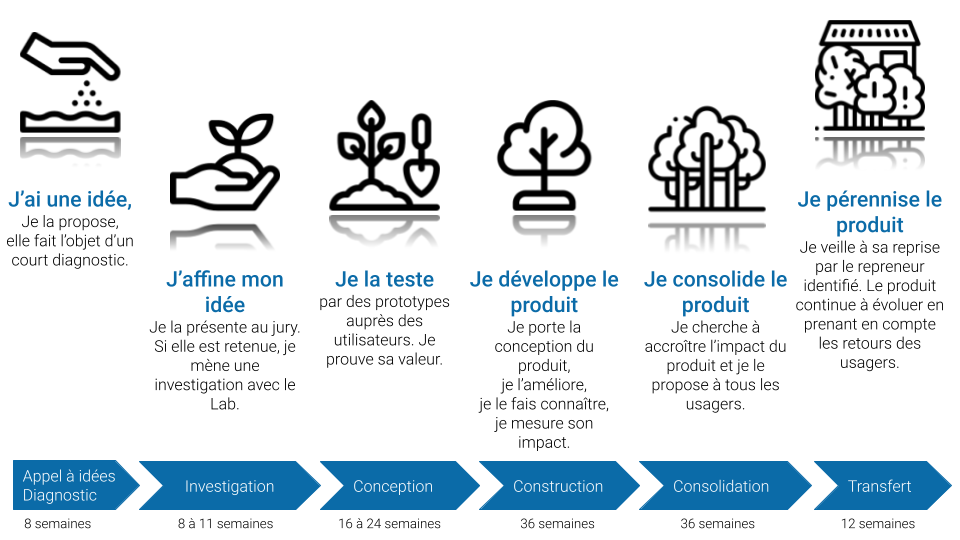 J'ai une idée,
Je la propose,
elle fait l'objet d'un
court diagnostic.
J'affine mon
idée
Je la présente au jury.
Si elle est retenue, je
mène une
investigation avec le
Lab.
Je la teste
par des prototypes
auprès des
utilisateurs. Je
prouve sa valeur.
Je développe le
produit
Je porte la
conception du
produit,
je l'améliore,
je le fais connaître,
je mesure son
impact.
Je consolide le
produit
Je cherche à
accroître l'impact du
produit et je le
propose à tous les
usagers.
Je pérennise le
produit
Je veille à sa reprise
par le repreneur
identifié. Le produit
continue à évoluer en
prenant en compte
les retours des
usagers.
Appel à idées
Diagnostic
8 semaines
Investigation
8 à 11 semaines
Conception
16 à 24 semaines
Construction
36 semaines
Consolidation
36 semaines
Transfert
12 semaines